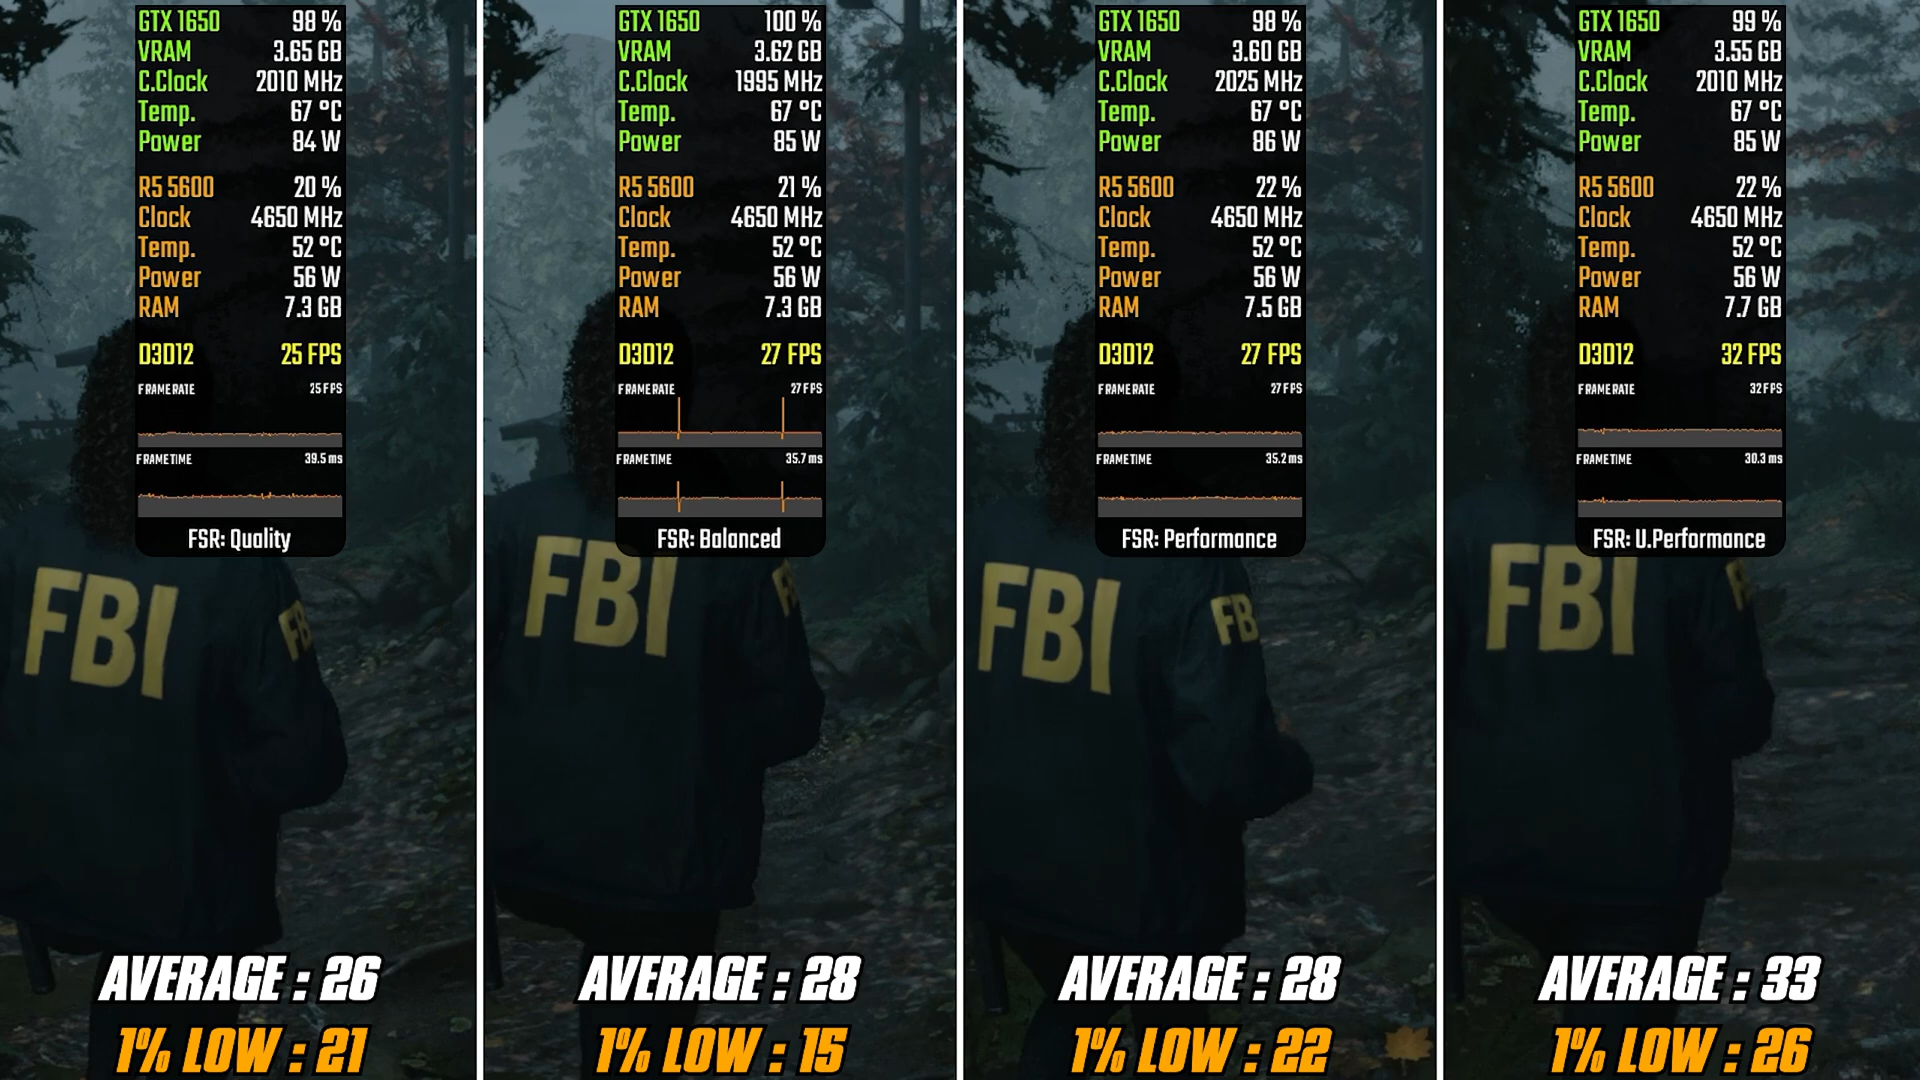 GTX 1650 98 %
VRAM 3.65 GB
C.Clock 2010 MHz
Temp. 67 °C
Power 84 W
R5 5600 20 %
Clock 4650 MHz
Temp. 52 °C
Power 56 W
RAM 7.3 GB
D3D12 25 FPS
FRAMERATE 25 FPS
FRAMETIME 39.5 ms
FSR: Quality
FBI
FB
AVERAGE : 26
1% LOW : 21
GTX 1650 100 %
VRAM 3.62 GB
C.Clock 1995 MHz
Temp. 67 °C
Power 85 W
R5 5600 21 %
Clock 4650 MHz
Temp. 52 °C
Power 56 W
RAM 7.3 GB
D3D12 27 FPS
FRAMERATE 27 FPS
FRAMETIME 35.7 ms
FSR: Balanced
FBI
F
AVERAGE : 28
1% LOW : 15
GTX 1650 98 %
VRAM 3.60 GB
C.Clock 2025 MHz
Temp. 67 °C
Power 86 W
R5 5600 22 %
Clock 4650 MHz
Temp. 52 °C
Power 56 W
RAM 7.5 GB
D3D12 27 FPS
FRAMERATE 27 FPS
FRAMETIME 35.2 ms
FSR: Performance
FBI
FB
AVERAGE : 28
1% LOW : 22
GTX 1650 99 %
VRAM 3.55 GB
C.Clock 2010 MHz
Temp. 67 °C
Power 85 W
R5 5600 22 %
Clock 4650 MHz
Temp. 52 °C
Power 56 W
RAM 7.7 GB
D3D12 32 FPS
FRAMERATE 32 FPS
FRAMETIME 30.3 ms
FSR: U.Performance
FBI
F
AVERAGE : 33
1% LOW : 26